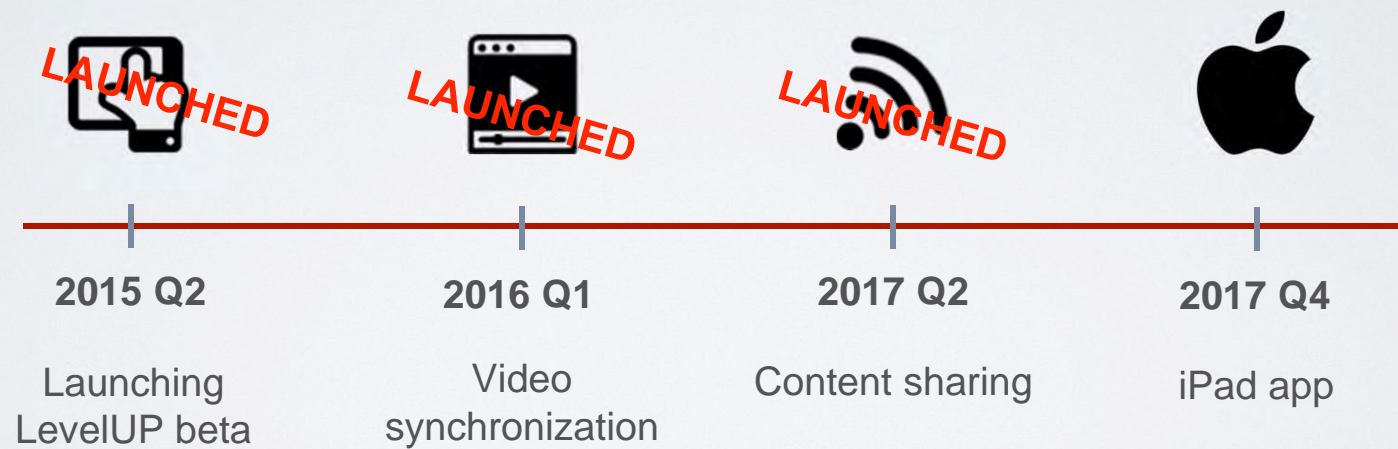 LAUNCHED
LAUNCHED
LAUNCHED
2015 Q2
2016 Q1
2017 Q2
2017 Q4
Launching
LevelUP beta
Video
synchronization
Content sharing
iPad app